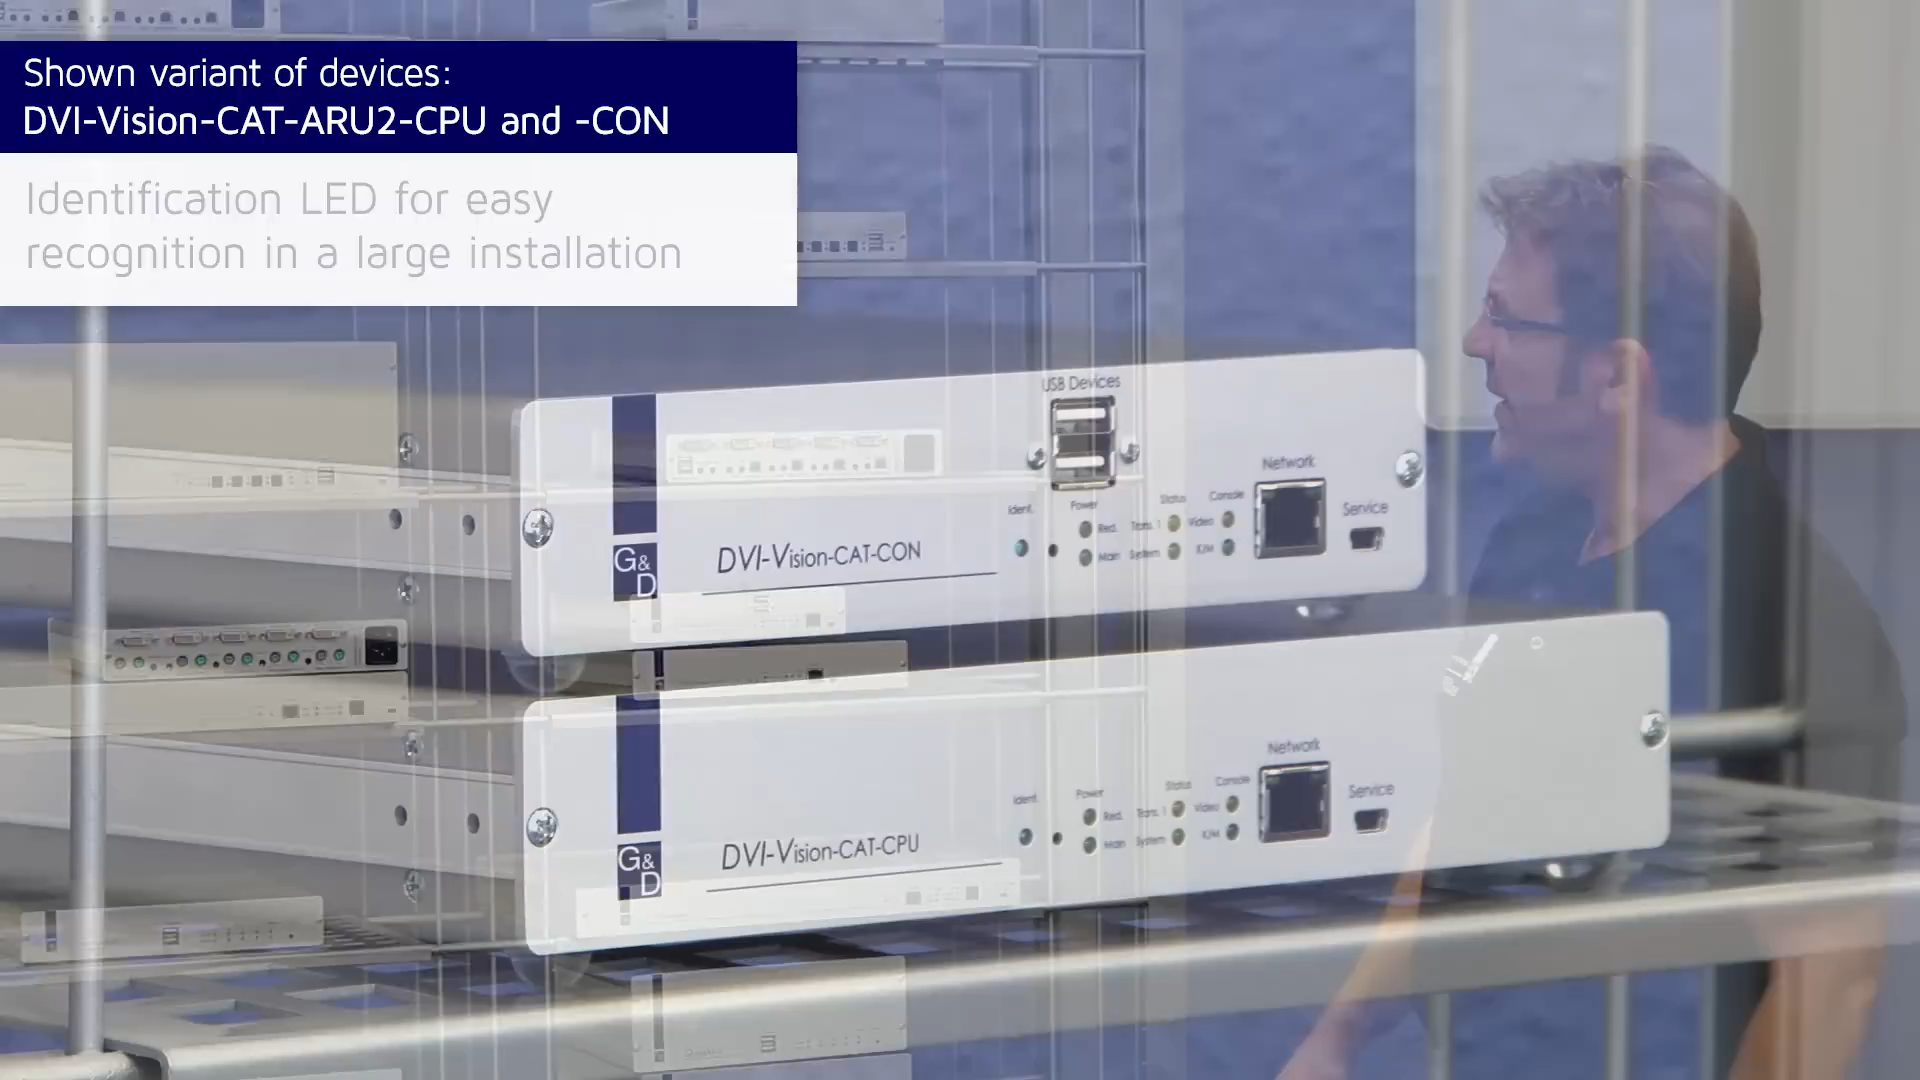 Shown variant of devices:
DVI-Vision-CAT-ARU2-CPU and -CON
Identification LED for easy
recognition in a large installation
USB Devices
Network
Service
Ident.
Power
Status
Console
Red.
Trans. 1
Video
Main
System
K/M
G&D
DVI-Vision-CAT-CON
Network
Service
Ident.
Power
Status
Console
Red.
Trans. 1
Video
Main
System
K/M
G&D
DVI-Vision-CAT-CPU